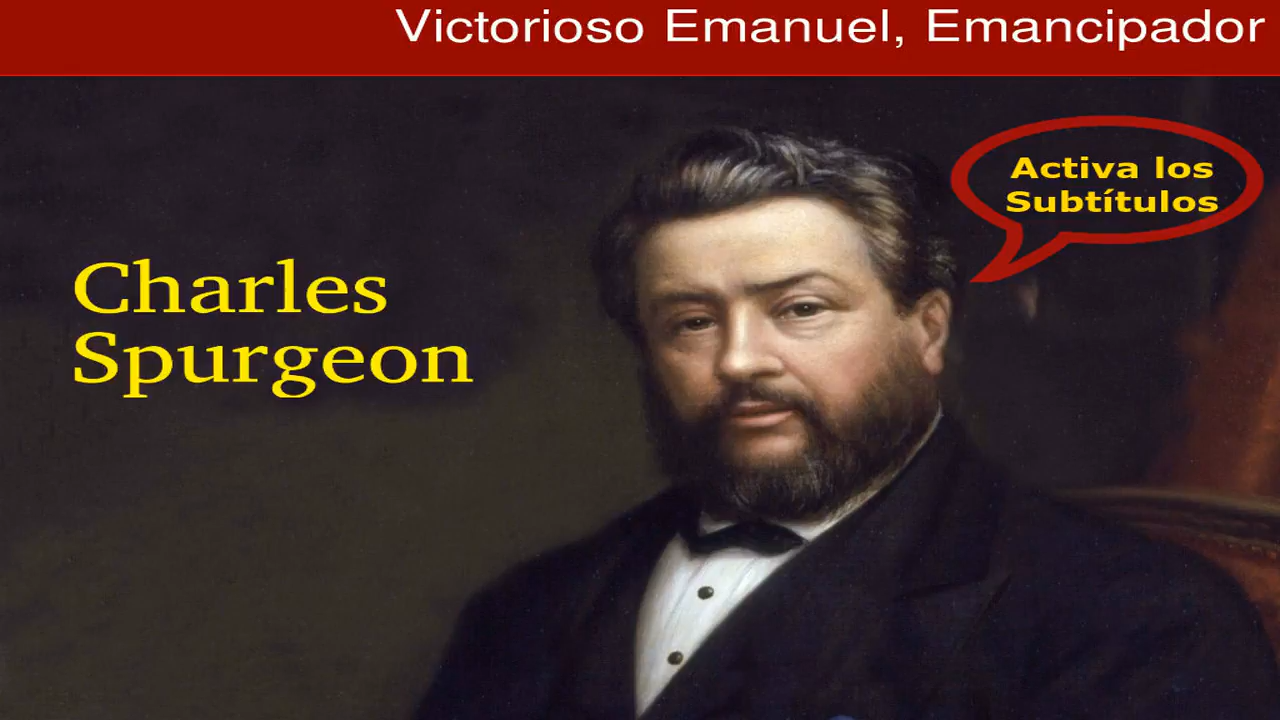 Victorioso Emanuel, Emancipador
Activa los
Subtítulos
Charles
Spurgeon